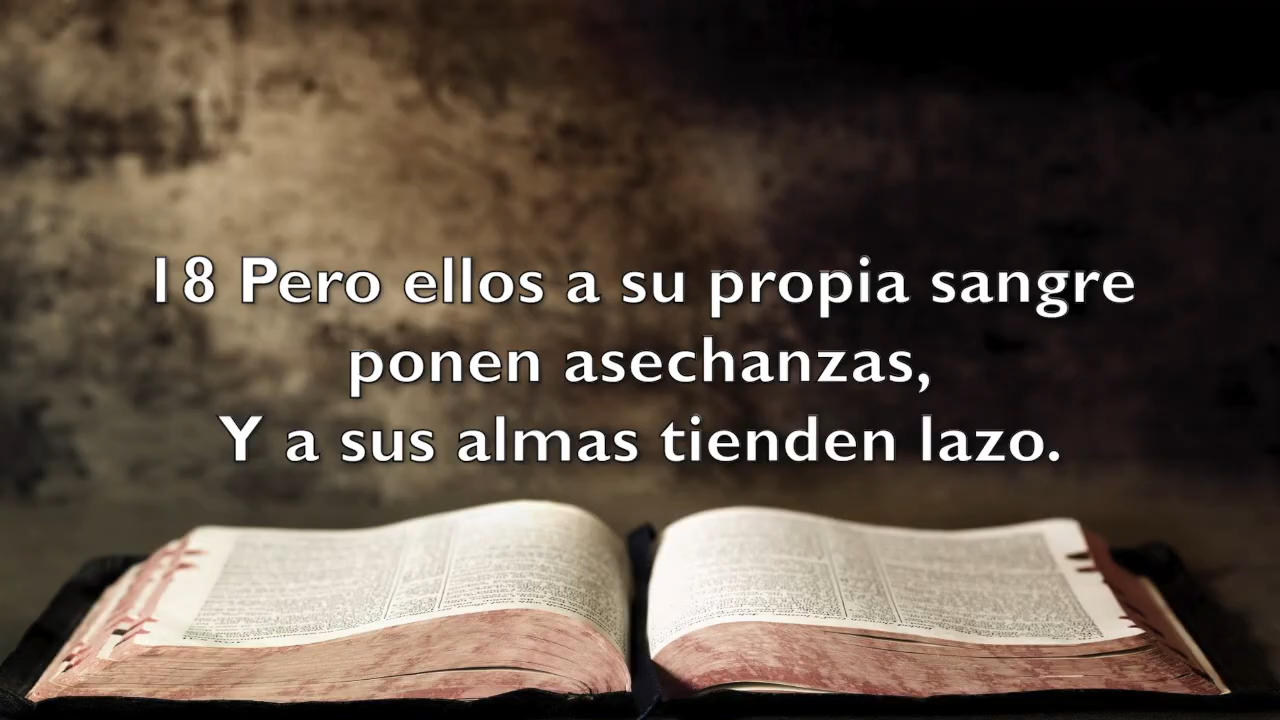 18 Pero ellos a su propia sangre
ponen asechanzas,
Y a sus almas tienden lazo.